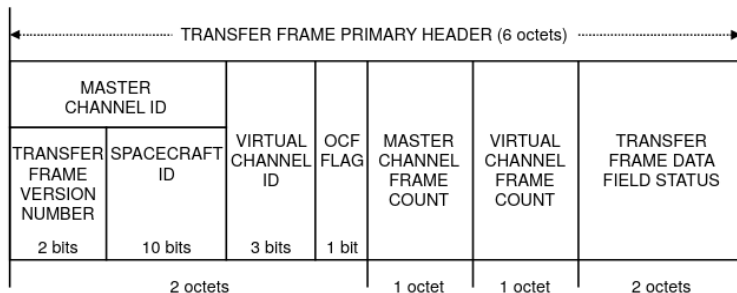 TRANSFER FRAME PRIMARY HEADER (6 octets)
MASTER
CHANNEL ID
TRANSFER
FRAME
VERSION
NUMBER
2 bits
SPACECRAFT
ID
10 bits
VIRTUAL
CHANNEL
ID
3 bits
OCF
FLAG
1 bit
MASTER
CHANNEL
FRAME
COUNT
VIRTUAL
CHANNEL
FRAME
COUNT
TRANSFER
FRAME DATA
FIELD STATUS
2 octets
1 octet
1 octet
2 octets